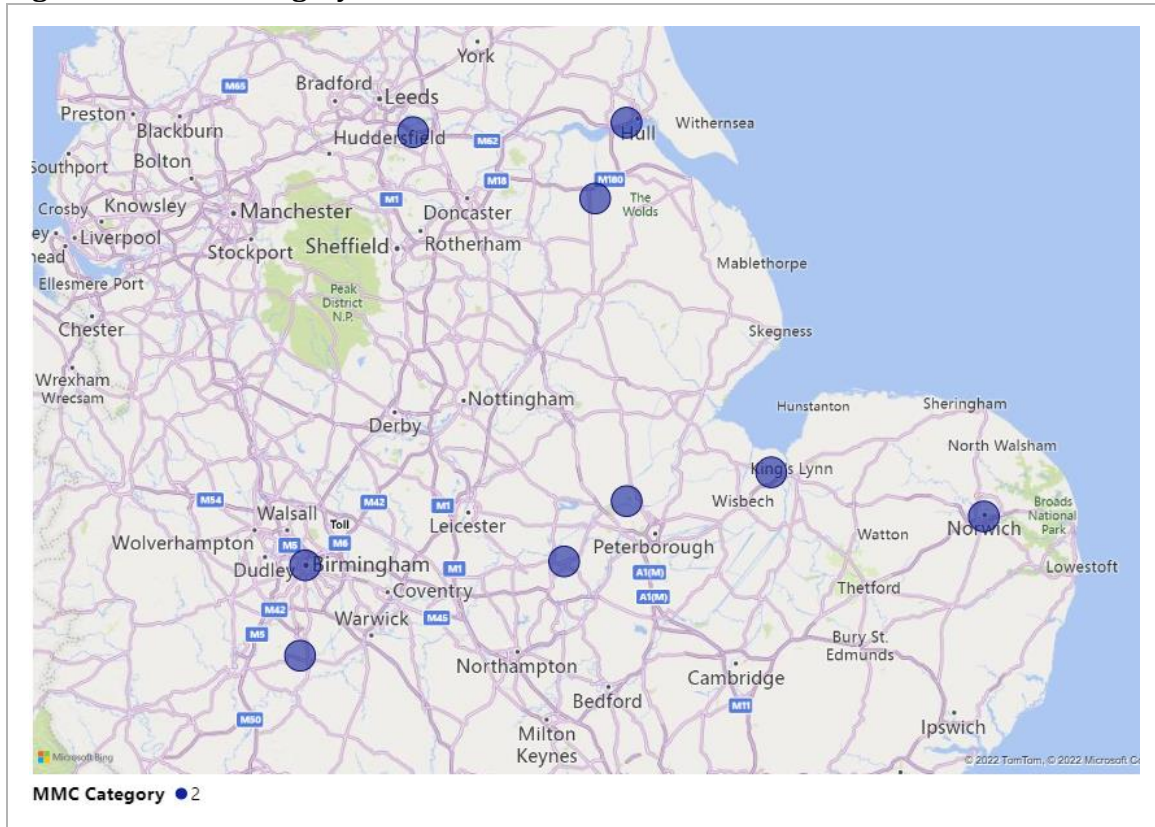 York
Bradford
Leeds
M65
Preston
Blackburn
Huddersfield
M62
Hull
Withernsea
Southport
Bolton
M18
M180
The
Wolds
Crosby
Knowsley
Manchester
M1
Doncaster
Liverpool
Stockport
Sheffield
Rotherham
Ellesmere Port
Mablethorpe
Peak
District
N.P.
Chester
Skegness
Wrexham
Wrecsam
Nottingham
Hunstanton
Sheringham
Derby
North Walsham
King's Lynn
M54
M42
M1
Wisbech
Broads
National
Park
Walsall
Toll
Leicester
Norwich
Wolverhampton
M5
M6
Peterborough
Watton
Dudley
Birmingham
M1
A1(M)
Lowestoft
Coventry
Thetford
A1(M)
M42
Warwick
M45
M5
Bury St.
Edmunds
Northampton
Cambridge
Bedford
M11
M50
Milton
Keynes
Ipswich
Microsoft Bing
© 2022 TomTom, © 2022 Microsoft
MMC Category 2